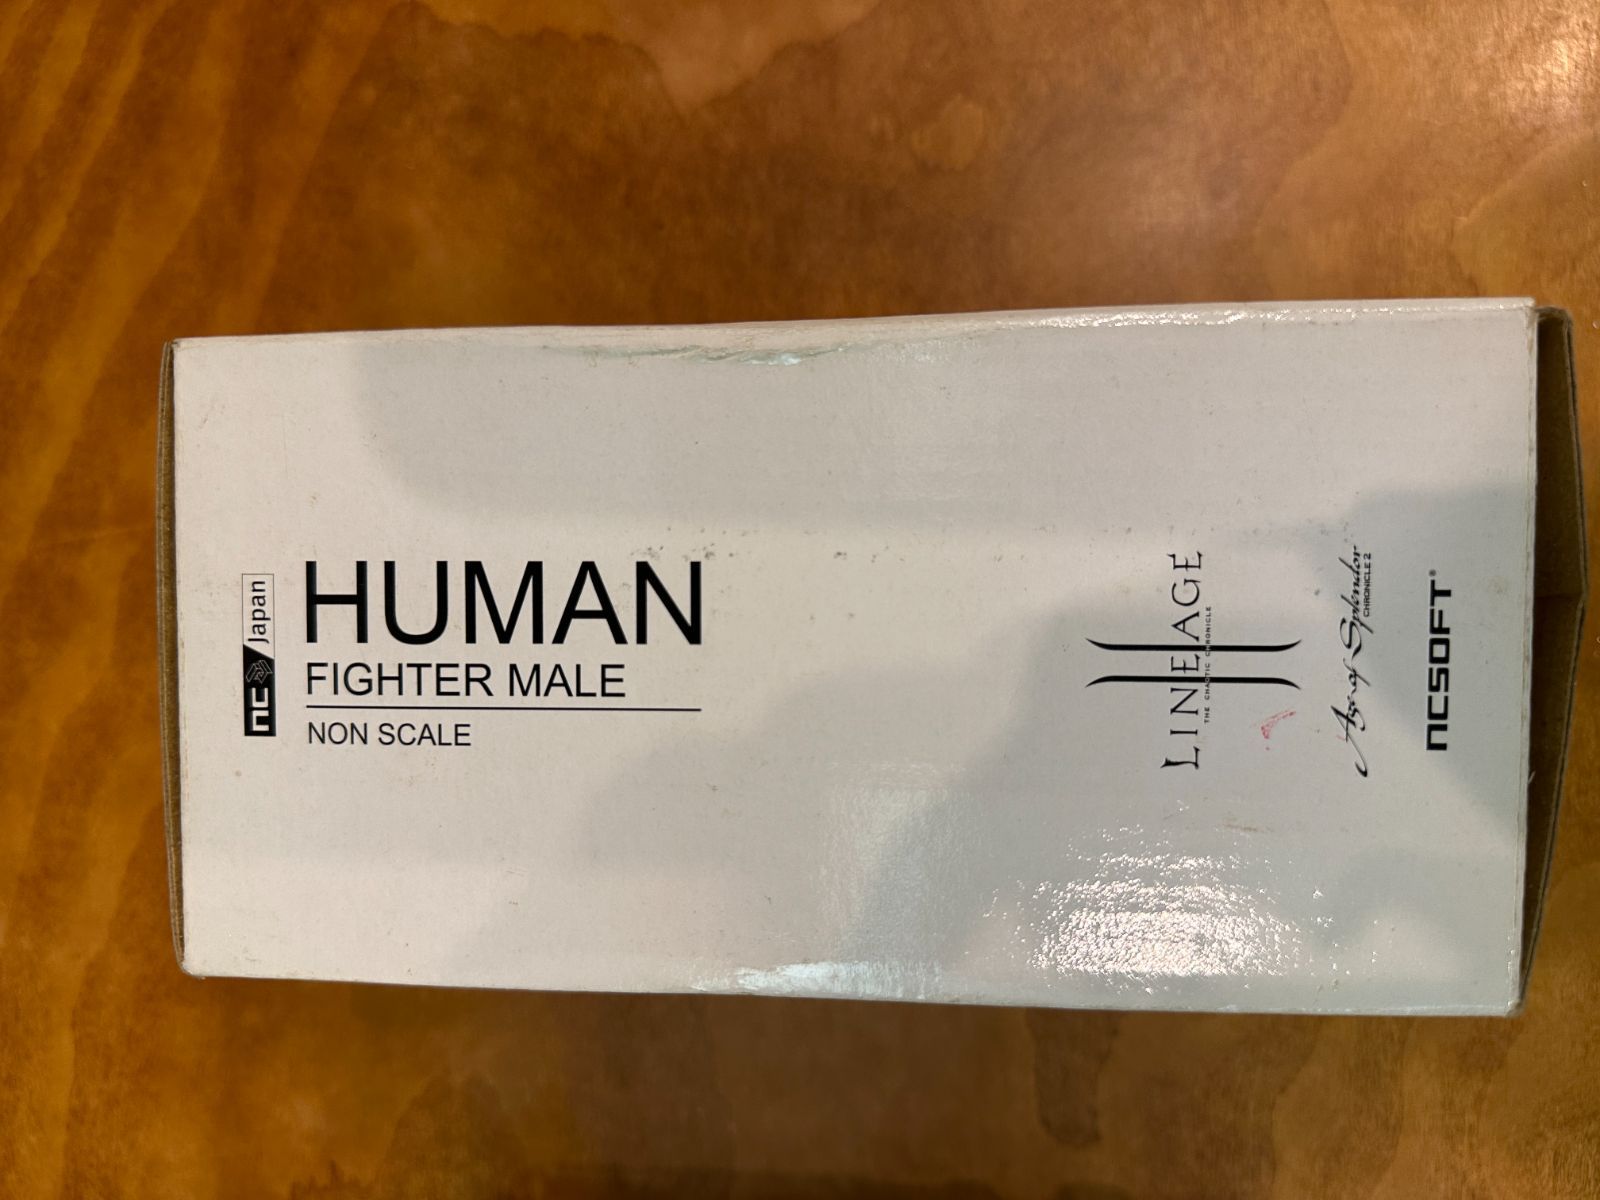 nc Japan
HUMAN
FIGHTER MALE
NON SCALE
LINEAGE II
THE CHAOTIC CHRONICLE
Age of Splendor
CHRONICLE 2
NCSOFT®